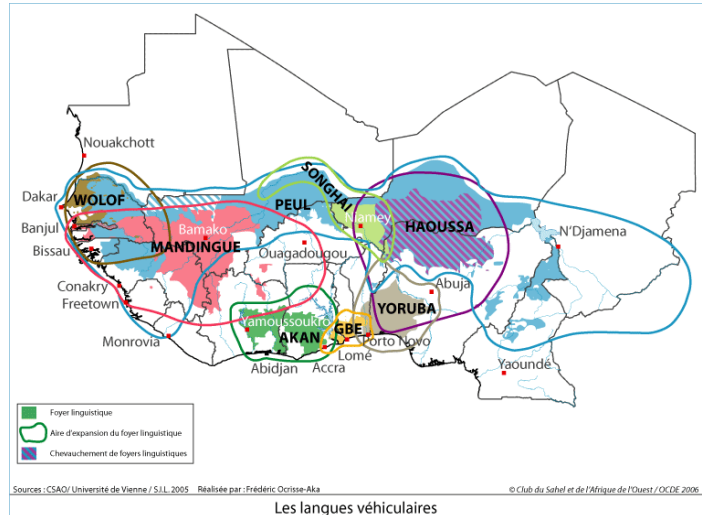 Nouakchott
SONGHAI
Dakar
WOLOF
PEUL
Niamey
HAOUSSA
Banjul
Bamako
N'Djamena
Bissau
MANDINGUE
Ouagadougou
Conakry
Freetown
Abuja
YORUBA
Yamoussoukro
GBE
AKAN
Monrovia
Porto Novo
Lomé
Abidjan
Accra
Yaoundé
Foyer linguistique
Aire d'expansion du foyer linguistique
Chevauchement de foyers linguistiques
Sources : CSAO/ Université de Vienne / S.I.L. 2005 Réalisée par : Frédéric Ocrisse-Aka
© Club du Sahel et de l'Afrique de l'Ouest / OCDE 2006
Les langues véhiculaires